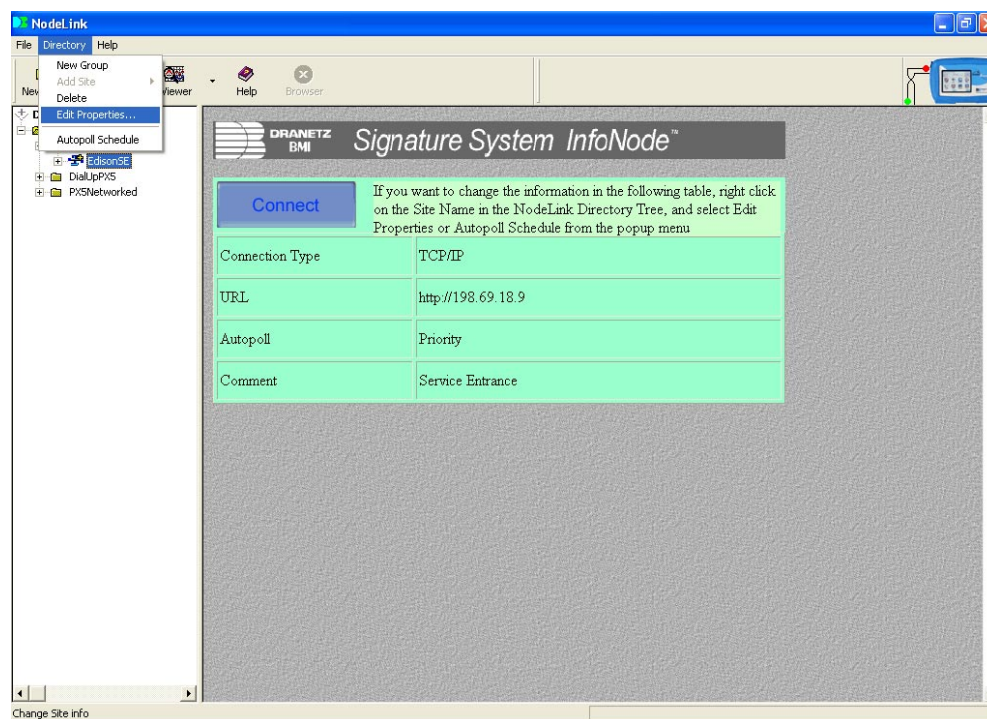 NodeLink
File Directory Help
New Group
Add Site
Delete
Edit Properties...
Autopoll Schedule
New
Viewer
Help
Browser
D
EdisonSE
DialUpPX5
PX5Networked
DRANETZ
BMI
Signature System InfoNode™
Connect
If you want to change the information in the following table, right click
on the Site Name in the NodeLink Directory Tree, and select Edit
Properties or Autopoll Schedule from the popup menu
Connection Type TCP/IP
URL http://198.69.18.9
Autopoll Priority
Comment Service Entrance
Change Site info